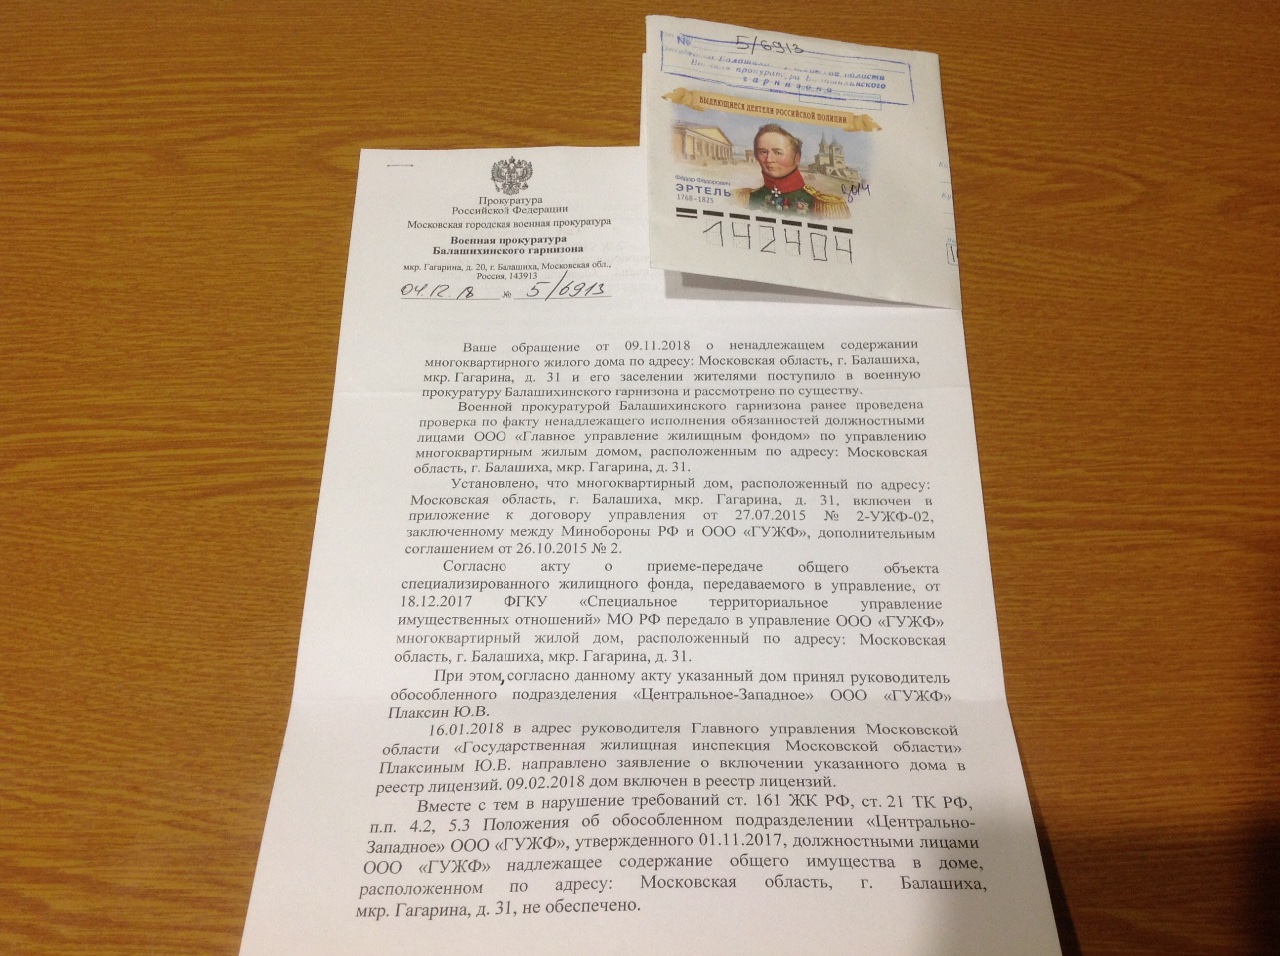 № 5/6913
Военная прокуратура Балашихинского
гарнизона
ВЫДАЮЩИЕСЯ ДЕЯТЕЛИ РОССИЙСКОЙ ПОЛИЦИИ
ФЁДОР ФЁДОРОВИЧ
ЭРТЕЛЬ
1768–1825
142404
Прокуратура
Российской Федерации
Московская городская военная прокуратура
Военная прокуратура
Балашихинского гарнизона
мкр. Гагарина, д. 20, г. Балашиха, Московская обл.,
Россия, 143913
04.12.18 № 5/6913
Ваше обращение от 09.11.2018 о ненадлежащем содержании
многоквартирного жилого дома по адресу: Московская область, г. Балашиха,
мкр. Гагарина, д. 31 и его заселении жителями поступило в военную
прокуратуру Балашихинского гарнизона и рассмотрено по существу.
Военной прокуратурой Балашихинского гарнизона ранее проведена
проверка по факту ненадлежащего исполнения обязанностей должностными
лицами ООО «Главное управление жилищным фондом» по управлению
многоквартирным жилым домом, расположенным по адресу: Московская
область, г. Балашиха, мкр. Гагарина, д. 31.
Установлено, что многоквартирный дом, расположенный по адресу:
Московская область, г. Балашиха, мкр. Гагарина, д. 31, включен в
приложение к договору управления от 27.07.2015 № 2-УЖФ-02,
заключенному между Минобороны РФ и ООО «ГУЖФ», дополнительным
соглашением от 26.10.2015 № 2.
Согласно акту о приеме-передаче общего объекта
специализированного жилищного фонда, передаваемого в управление, от
18.12.2017 ФГКУ «Специальное территориальное управление
имущественных отношений» МО РФ передало в управление ООО «ГУЖФ»
многоквартирный жилой дом, расположенный по адресу: Московская
область, г. Балашиха, мкр. Гагарина, д. 31.
При этом, согласно данному акту указанный дом принял руководитель
обособленного подразделения «Центральное-Западное» ООО «ГУЖФ»
Плаксин Ю.В.
16.01.2018 в адрес руководителя Главного управления Московской
области «Государственная жилищная инспекция Московской области»
Плаксиным Ю.В. направлено заявление о включении указанного дома в
реестр лицензий. 09.02.2018 дом включен в реестр лицензий.
Вместе с тем в нарушение требований ст. 161 ЖК РФ, ст. 21 ТК РФ,
п.п. 4.2, 5.3 Положения об обособленном подразделении «Центрально-
Западное» ООО «ГУЖФ», утвержденного 01.11.2017, должностными лицами
ООО «ГУЖФ» надлежащее содержание общего имущества в доме,
расположенном по адресу: Московская область, г. Балашиха,
мкр. Гагарина, д. 31, не обеспечено.